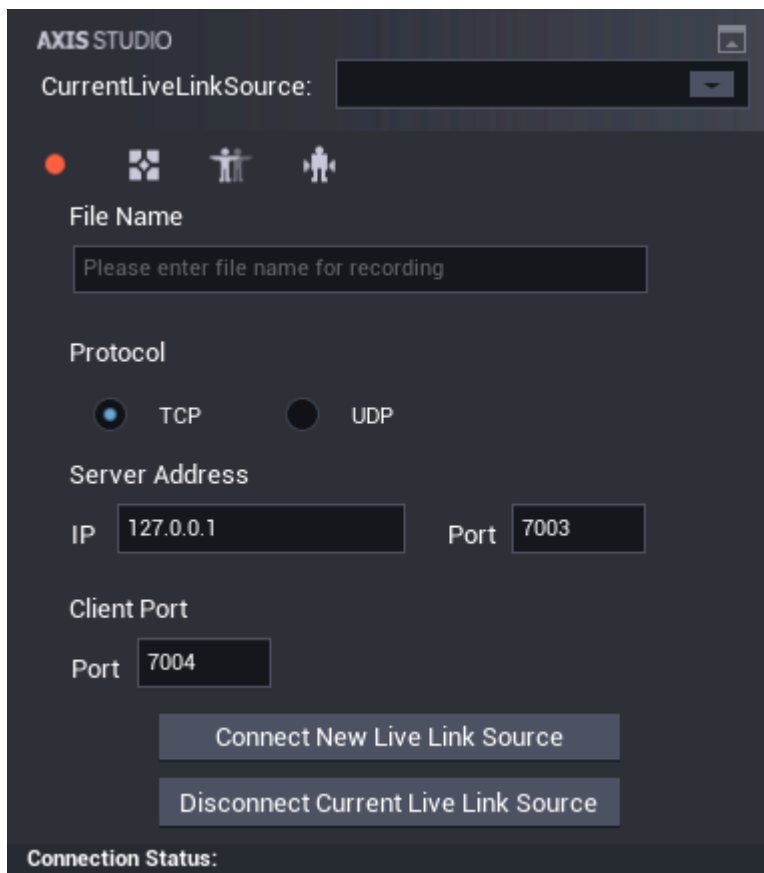 AXIS STUDIO
CurrentLiveLinkSource:
File Name
Please enter file name for recording
Protocol
TCP UDP
Server Address
IP 127.0.0.1 Port 7003
Client Port
Port 7004
Connect New Live Link Source
Disconnect Current Live Link Source
Connection Status: